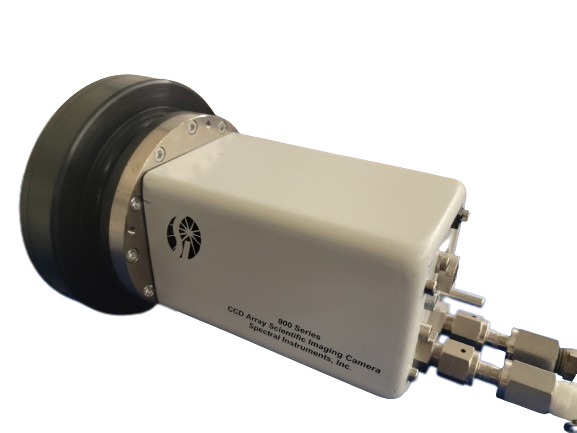 800 Series
CCD Array Scientific Imaging Camera
Spectral Instruments, Inc.